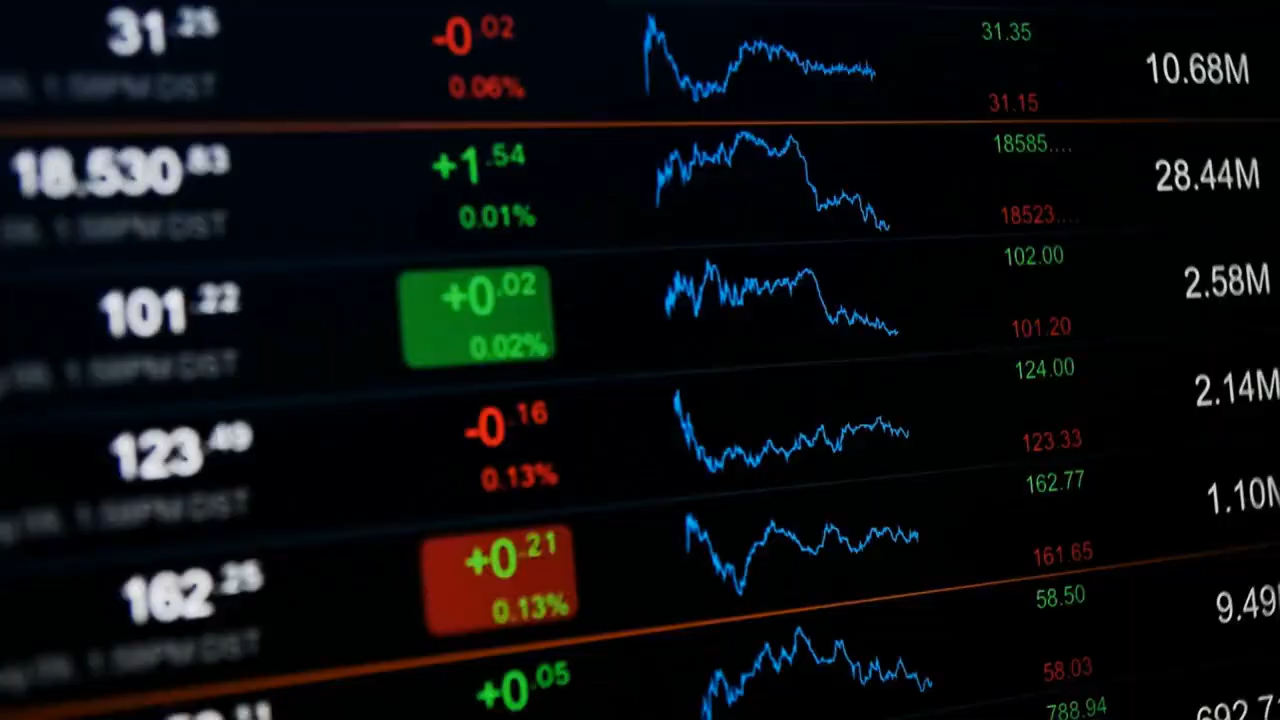 31.25 -0.02 31.35 10.68M
0.06% 31.15
18.530.83 +1.54 18585.... 28.44M
0.01% 18523....
101.22 +0.02 102.00 2.58M
0.02% 101.20
123.49 -0.16 124.00 2.14M
0.13% 123.33
162.25 +0.21 162.77 1.10M
0.13% 161.65
+0.05 58.50 9.49
58.03
788.94